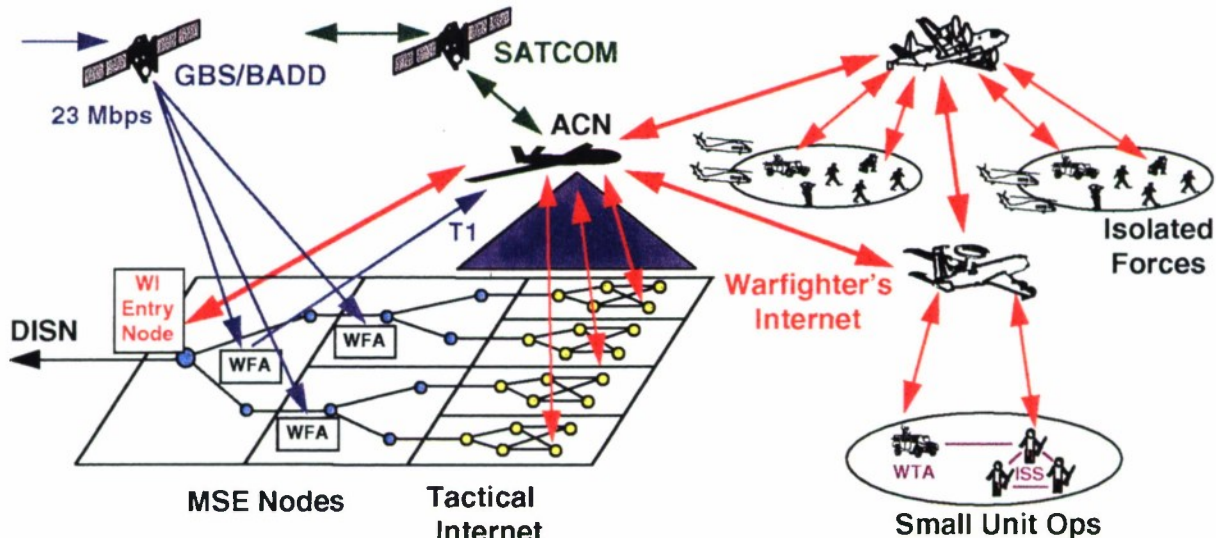 GBS/BADD
SATCOM
23 Mbps
ACN
T1
Isolated
Forces
WI
Entry
Node
Warfighter's
Internet
DISN
WFA
WFA
WFA
WTA
ISS
MSE Nodes
Tactical
Internet
Small Unit Ops